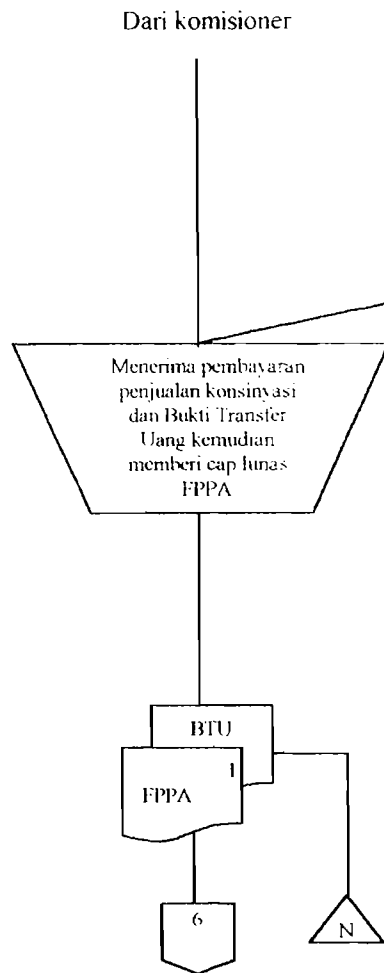 Dari komisioner
Menerima pembayaran
penjualan konsinyasi
dan Bukti Transfer
Uang kemudian
memberi cap lunas
FPPA
BTU
1
FPPA
6
N